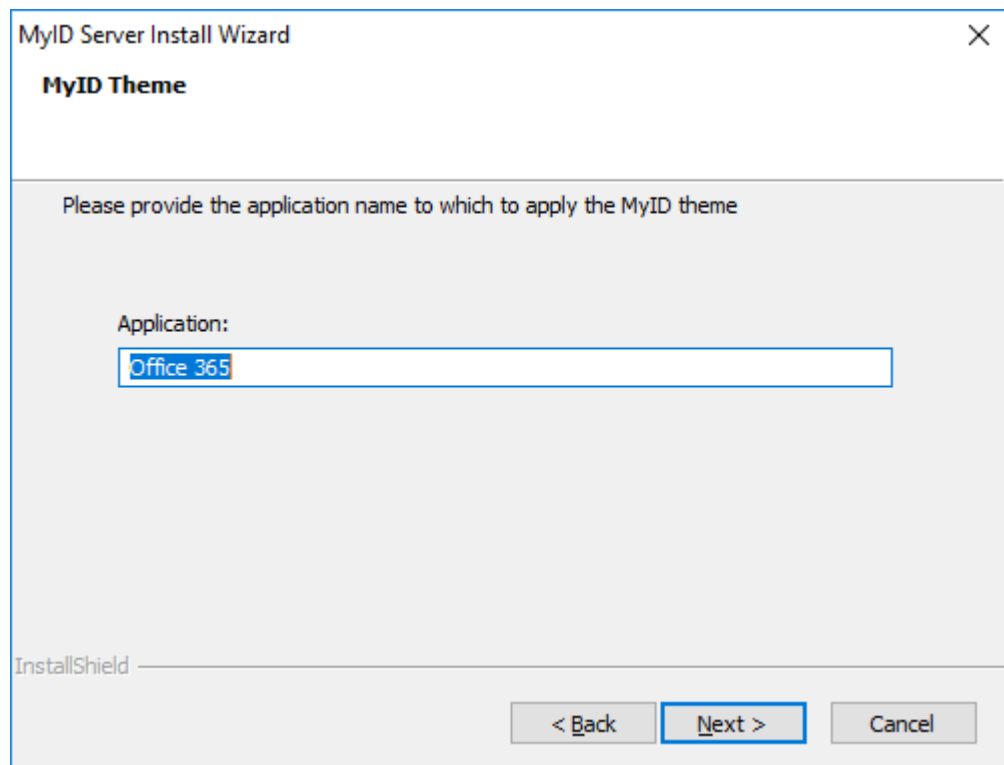 MyID Server Install Wizard
MyID Theme
Please provide the application name to which to apply the MyID theme
Application:
Office 365
InstallShield
< Back Next > Cancel